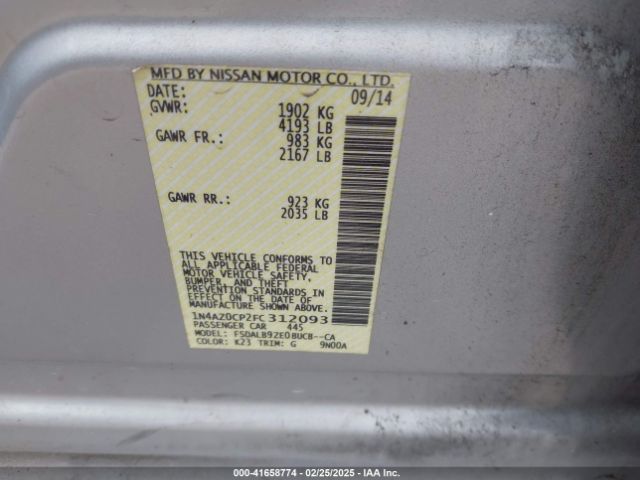 MFD BY NISSAN MOTOR CO., LTD.
DATE: 09/14
GVWR: 1902 KG
4193 LB
GAWR FR.: 983 KG
2167 LB
GAWR RR.: 923 KG
2035 LB
THIS VEHICLE CONFORMS TO
ALL APPLICABLE FEDERAL
MOTOR VEHICLE SAFETY,
BUMPER, AND THEFT
PREVENTION STANDARDS IN
EFFECT ON THE DATE OF
MANUFACTURE SHOWN ABOVE.
1N4AZ0CP2FC312093
PASSENGER CAR 445
MODEL: FSDALB92E0BUCB--CA
COLOR: K23 TRIM: G 9N00A
000-41658774 | 02/25/2025 | IAA Inc.